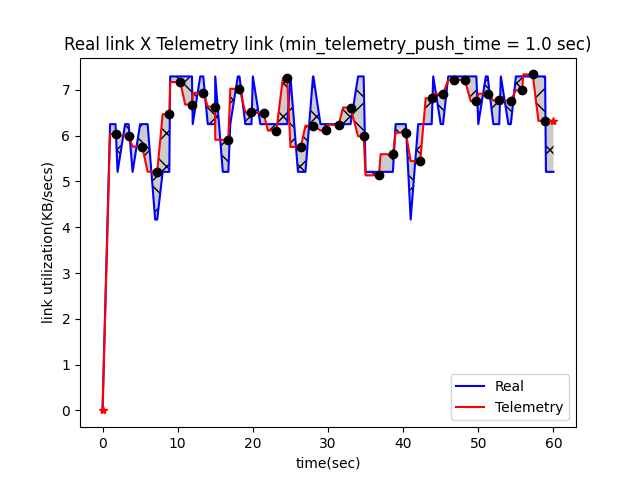 Real link X Telemetry link (min_telemetry_push_time = 1.0 sec)
link utilization(KB/secs)
7
6
5
4
3
2
1
0
0 10 20 30 40 50 60
time(sec)
Real
Telemetry